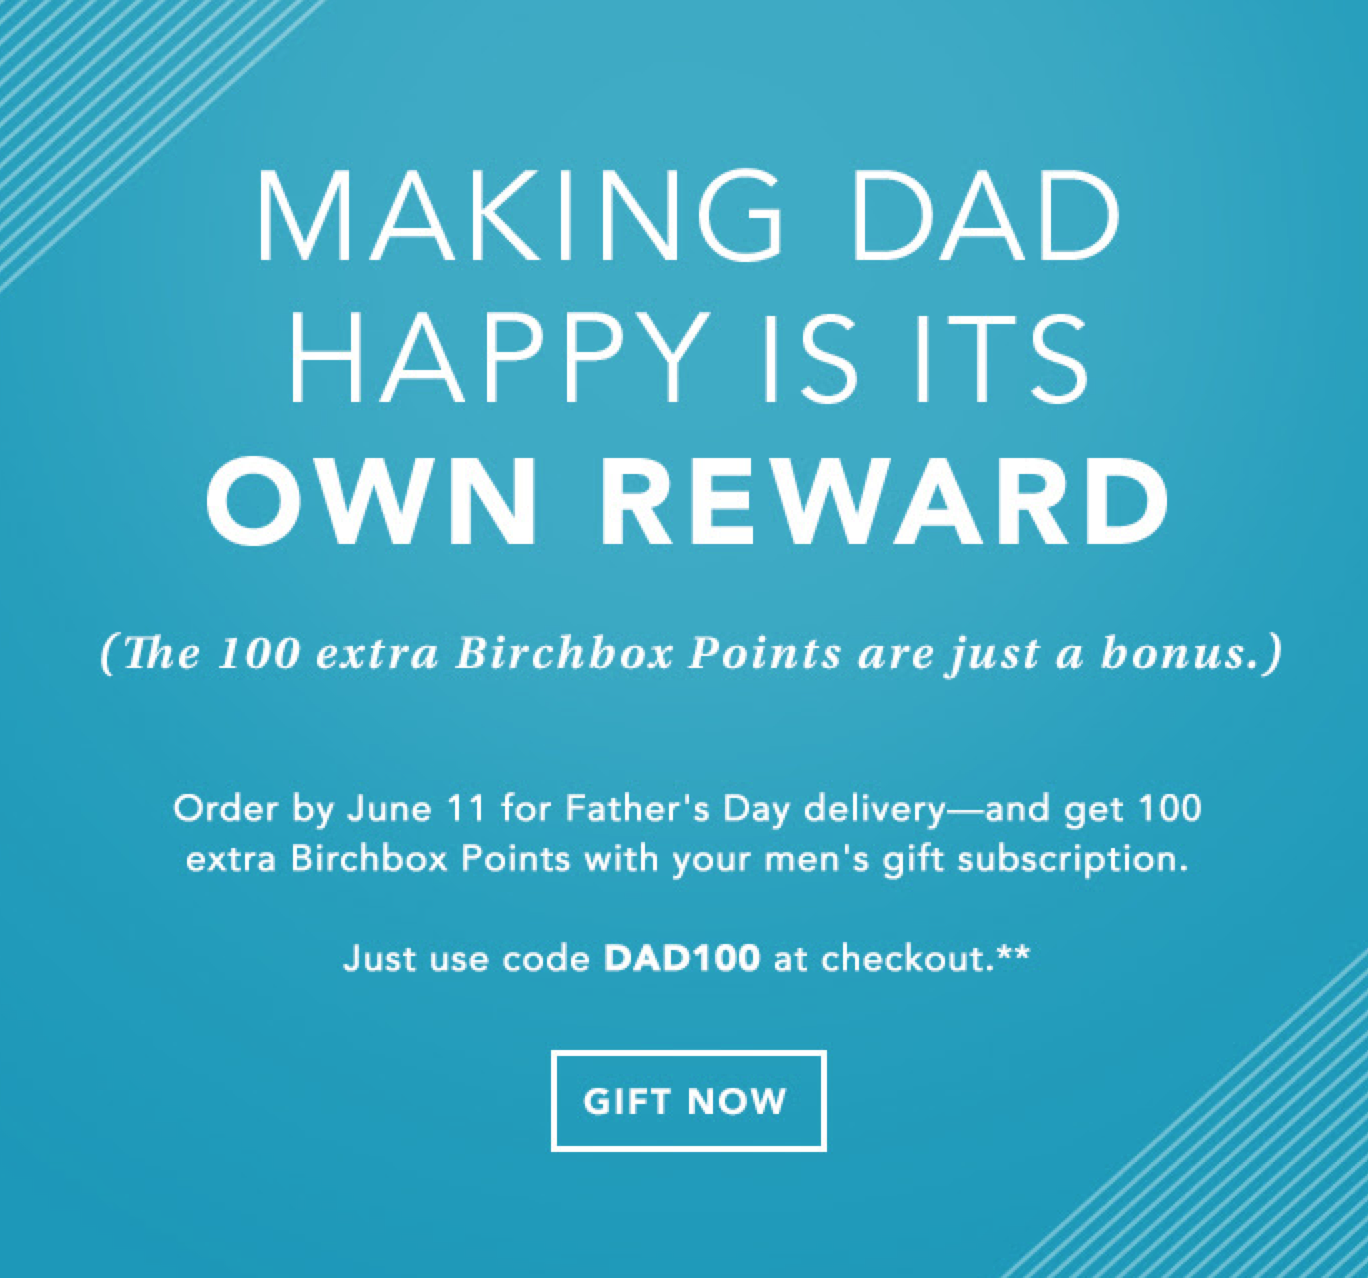 MAKING DAD
HAPPY IS ITS
OWN REWARD
(The 100 extra Birchbox Points are just a bonus.)
Order by June 11 for Father's Day delivery—and get 100
extra Birchbox Points with your men's gift subscription.
Just use code DAD100 at checkout.**
GIFT NOW